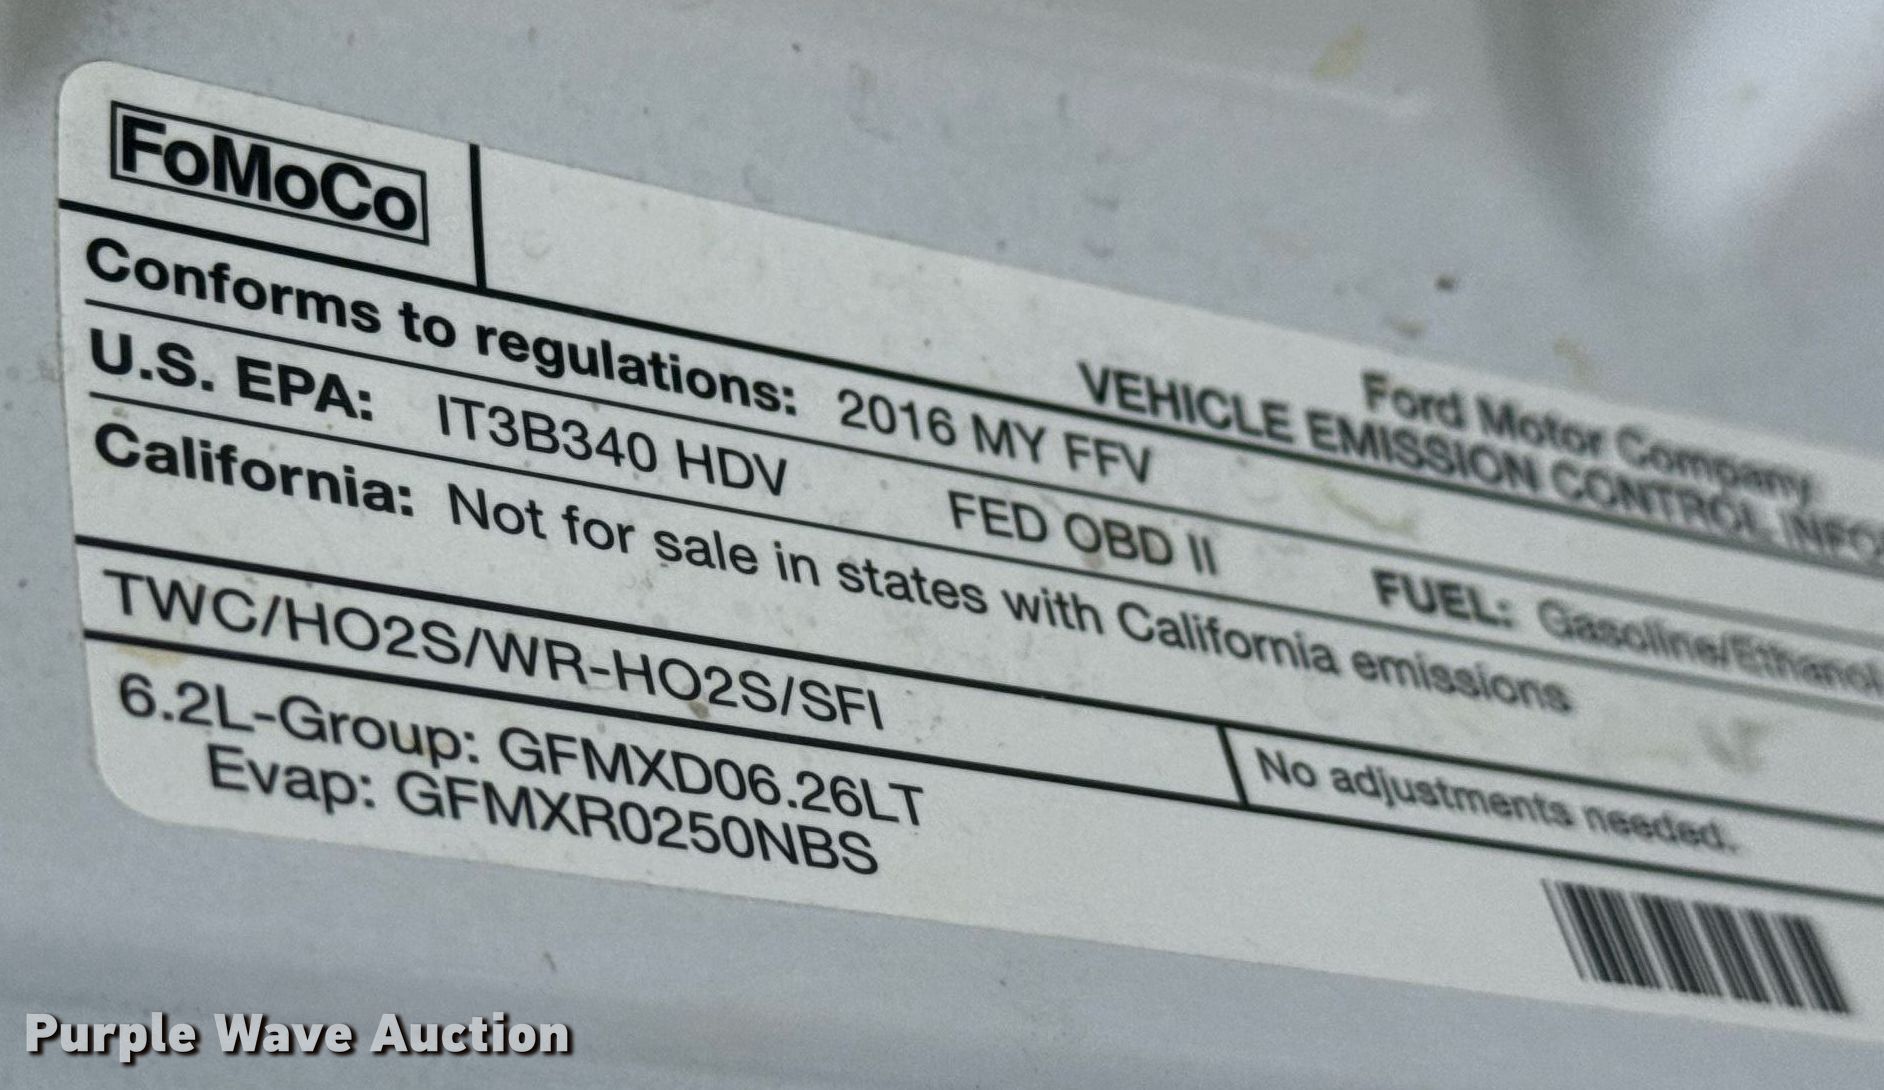 FoMoCo
Ford Motor Company
VEHICLE EMISSION CONTROL
Conforms to regulations: 2016 MY FFV
U.S. EPA: IT3B340 HDV FED OBD II FUEL: Gasoline/Ethanol
California: Not for sale in states with California emissions
TWC/HO2S/WR-HO2S/SFI
No adjustments needed.
6.2L-Group: GFMXD06.26LT
Evap: GFMXR0250NBS
Purple Wave Auction